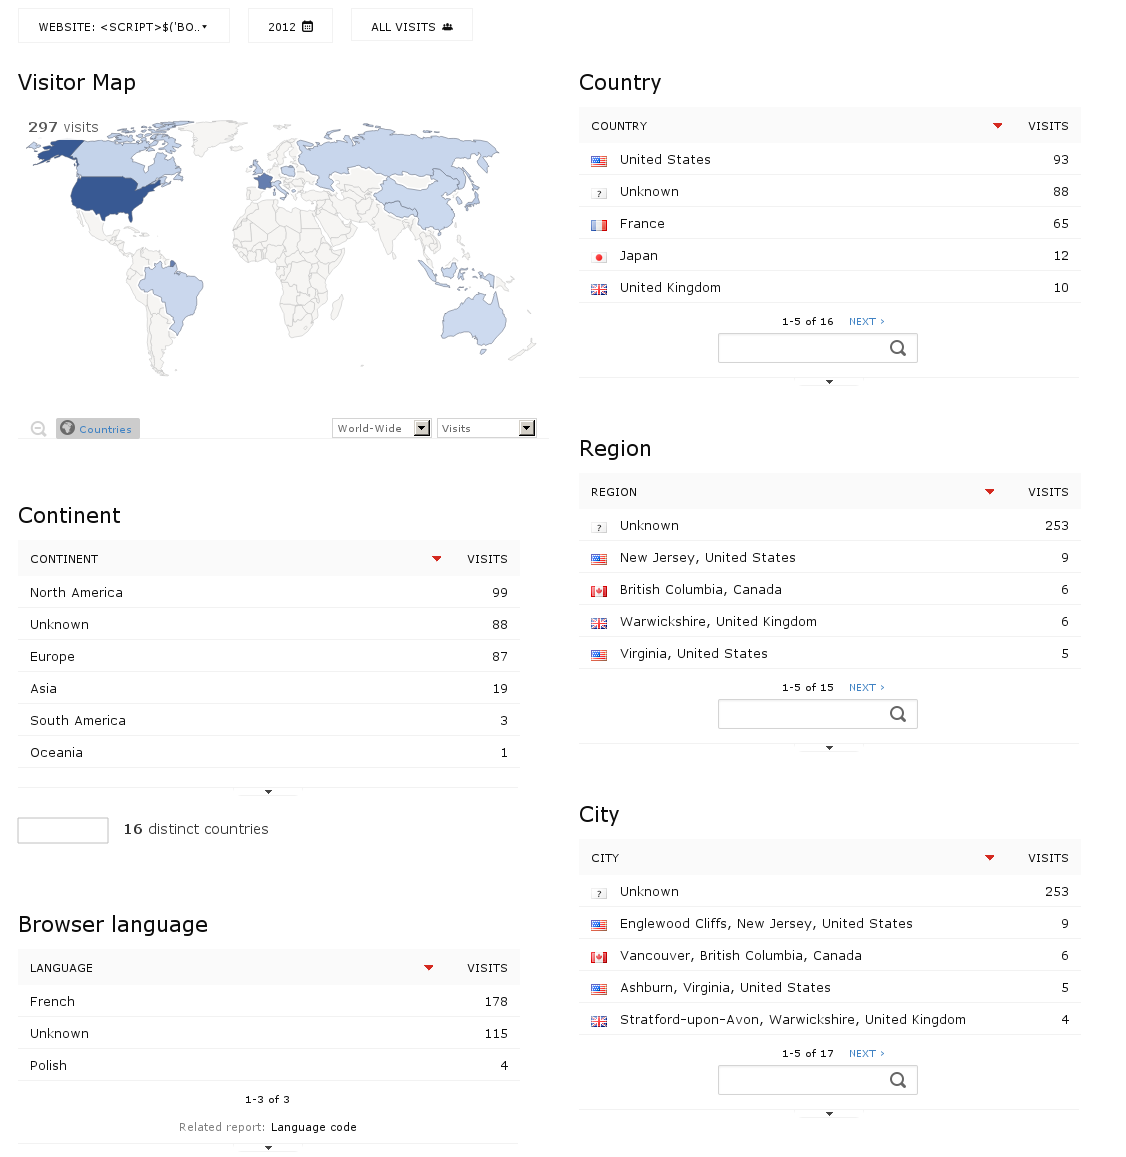 WEBSITE: <SCRIPT>$('BO.. 2012 ALL VISITS
Visitor Map
297 visits
Countries World-Wide Visits
Continent
CONTINENT VISITS
North America 99
Unknown 88
Europe 87
Asia 19
South America 3
Oceania 1
16 distinct countries
Browser language
LANGUAGE VISITS
French 178
Unknown 115
Polish 4
1-3 of 3
Related report: Language code
Country
COUNTRY VISITS
United States 93
? Unknown 88
France 65
Japan 12
United Kingdom 10
1-5 of 16 NEXT ›
Region
REGION VISITS
? Unknown 253
New Jersey, United States 9
British Columbia, Canada 6
Warwickshire, United Kingdom 6
Virginia, United States 5
1-5 of 15 NEXT ›
City
CITY VISITS
? Unknown 253
Englewood Cliffs, New Jersey, United States 9
Vancouver, British Columbia, Canada 6
Ashburn, Virginia, United States 5
Stratford-upon-Avon, Warwickshire, United Kingdom 4
1-5 of 17 NEXT ›